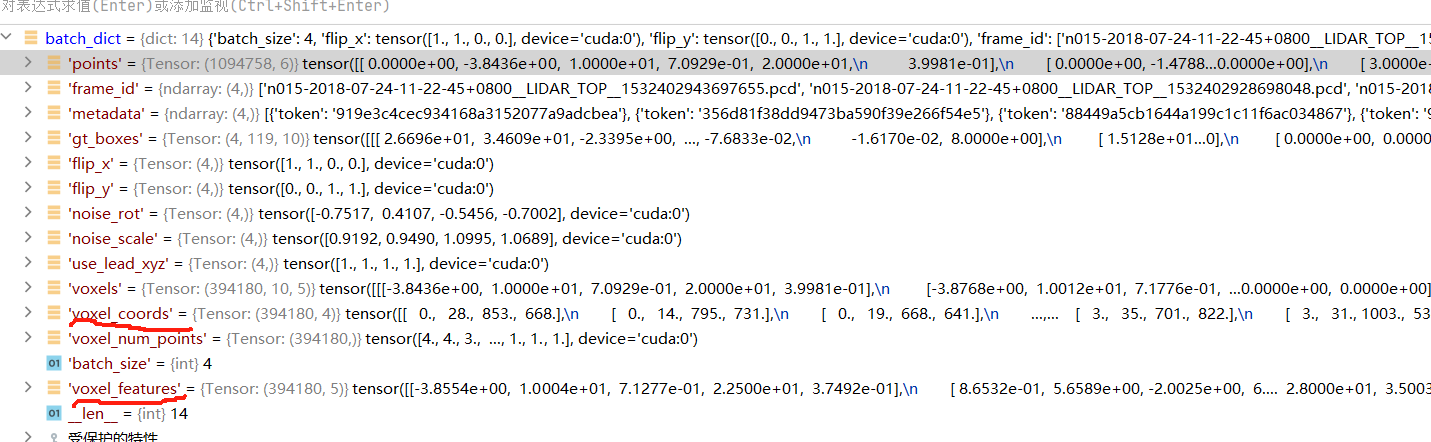 对表达式求值(Enter)或添加监视(Ctrl+Shift+Enter)
batch_dict = {dict: 14} {'batch_size': 4, 'flip_x': tensor([1., 1., 0., 0.], device='cuda:0'), 'flip_y': tensor([0., 0., 1., 1.], device='cuda:0'), 'frame_id': ['n015-2018-07-24-11-22-45+0800__LIDAR_TOP__15
'points' = {Tensor: (1094758, 6)} tensor([[ 0.0000e+00, -3.8436e+00, 1.0000e+01, 7.0929e-01, 2.0000e+01,\n 3.9981e-01],\n [ 0.0000e+00, -1.4788...0.0000e+00],\n [ 3.0000e-
'frame_id' = {ndarray: (4,)} ['n015-2018-07-24-11-22-45+0800__LIDAR_TOP__1532402943697655.pcd', 'n015-2018-07-24-11-22-45+0800__LIDAR_TOP__1532402928698048.pcd', 'n015-2018
'metadata' = {ndarray: (4,)} [{'token': '919e3c4cec934168a3152077a9adcbea'}, {'token': '356d81f38dd9473ba590f39e266f54e5'}, {'token': '88449a5cb1644a199c1c11f6ac034867'}, {'token': '9
'gt_boxes' = {Tensor: (4, 119, 10)} tensor([[[ 2.6696e+01, 3.4609e+01, -2.3395e+00, ..., -7.6833e-02,\n -1.6170e-02, 8.0000e+00],\n [ 1.5128e+01...0],\n [ 0.0000e+00, 0.0000
'flip_x' = {Tensor: (4,)} tensor([1., 1., 0., 0.], device='cuda:0')
'flip_y' = {Tensor: (4,)} tensor([0., 0., 1., 1.], device='cuda:0')
'noise_rot' = {Tensor: (4,)} tensor([-0.7517, 0.4107, -0.5456, -0.7002], device='cuda:0')
'noise_scale' = {Tensor: (4,)} tensor([0.9192, 0.9490, 1.0995, 1.0689], device='cuda:0')
'use_lead_xyz' = {Tensor: (4,)} tensor([1., 1., 1., 1.], device='cuda:0')
'voxels' = {Tensor: (394180, 10, 5)} tensor([[[-3.8436e+00, 1.0000e+01, 7.0929e-01, 2.0000e+01, 3.9981e-01],\n [-3.8768e+00, 1.0012e+01, 7.1776e-01, ...0.0000e+00, 0.0000e+00]
'voxel_coords' = {Tensor: (394180, 4)} tensor([[ 0., 28., 853., 668.],\n [ 0., 14., 795., 731.],\n [ 0., 19., 668., 641.],\n ...,... [ 3., 35., 701., 822.],\n [ 3., 31., 1003., 53
'voxel_num_points' = {Tensor: (394180,)} tensor([4., 4., 3., ..., 1., 1., 1.], device='cuda:0')
01 'batch_size' = {int} 4
'voxel_features' = {Tensor: (394180, 5)} tensor([[-3.8554e+00, 1.0004e+01, 7.1277e-01, 2.2500e+01, 3.7492e-01],\n [ 8.6532e-01, 5.6589e+00, -2.0025e+00, 6.... 2.8000e+01, 3.5003
01 __len__ = {int} 14
受保护的特性